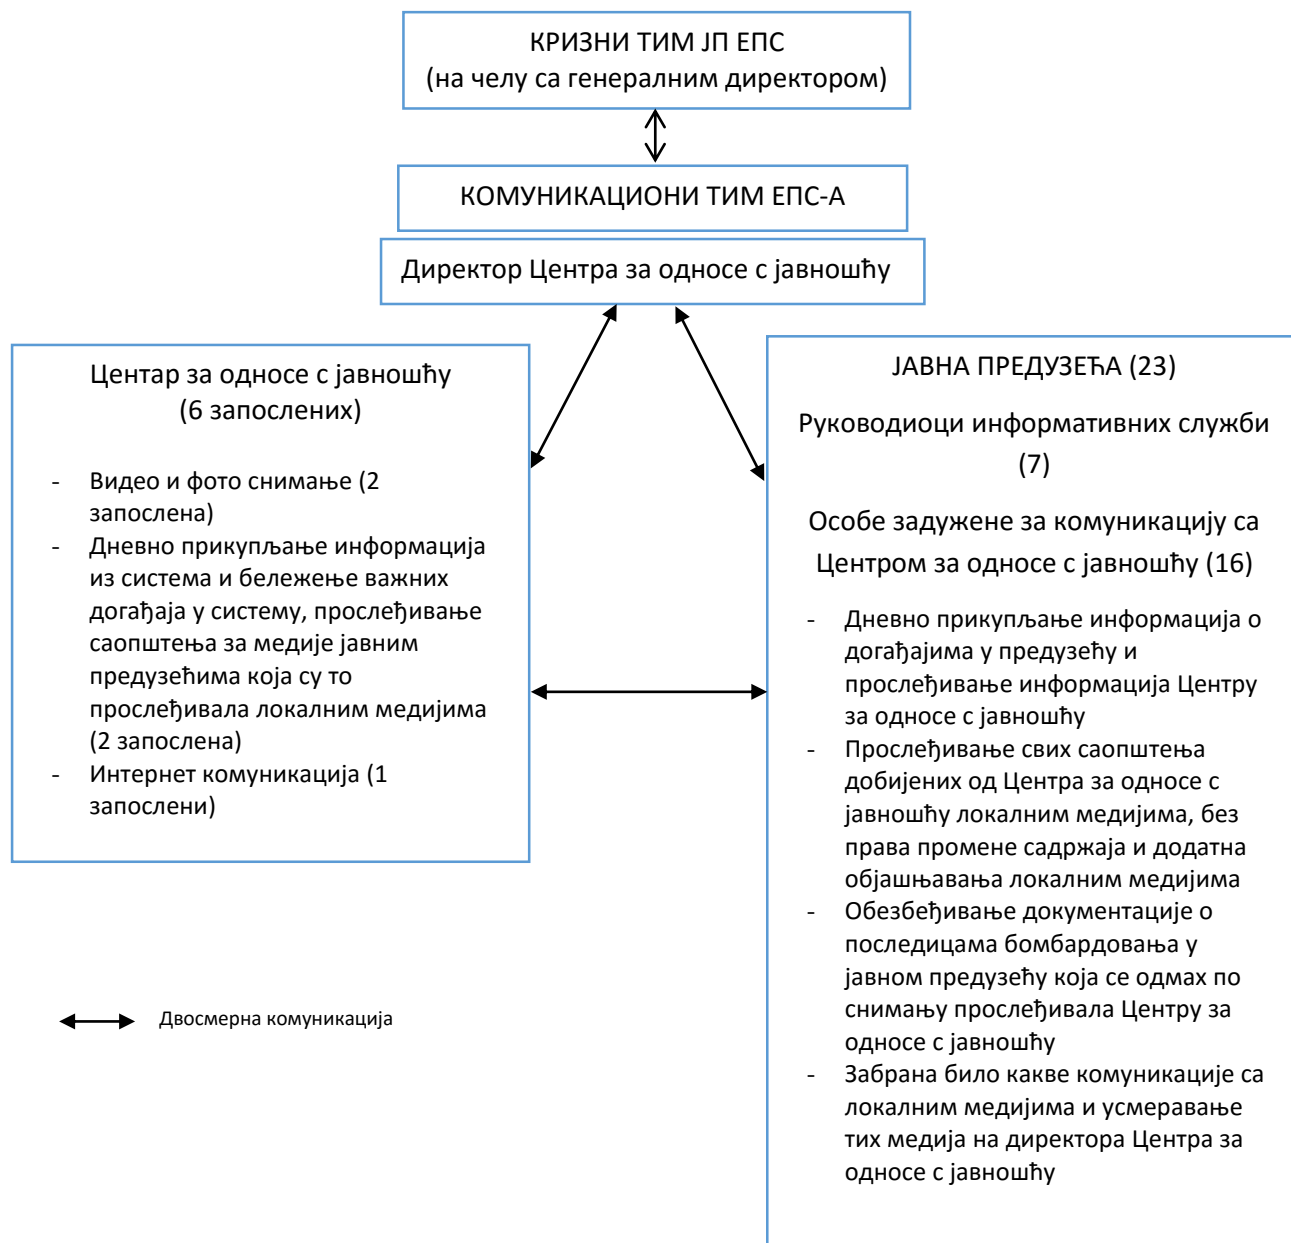 КРИЗНИ ТИМ ЈП ЕПС
(на челу са генералним директором)
КОМУНИКАЦИОНИ ТИМ ЕПС-А
Директор Центра за односе с јавношћу
Центар за односе с јавношћу
(6 запослених)
- Видео и фото снимање (2
запослена)
- Дневно прикупљање информација
из система и бележење важних
догађаја у систему, прослеђивање
саопштења за медије јавним
предузећима која су то
прослеђивала локалним медијима
(2 запослена)
- Интернет комуникација (1
запослени)
ЈАВНА ПРЕДУЗЕЋА (23)
Руководиоци информативних служби
(7)
Особе задужене за комуникацију са
Центром за односе с јавношћу (16)
- Дневно прикупљање информација о
догађајима у предузећу и
прослеђивање информација Центру
за односе с јавношћу
- Прослеђивање свих саопштења
добијених од Центра за односе с
јавношћу локалним медијима, без
права промене садржаја и додатна
објашњавања локалним медијима
- Обезбеђивање документације о
последицама бомбардовања у
јавном предузећу која се одмах по
снимању прослеђивала Центру за
односе с јавношћу
- Забрана било какве комуникације са
локалним медијима и усмеравање
тих медија на директора Центра за
односе с јавношћу
Двосмерна комуникација